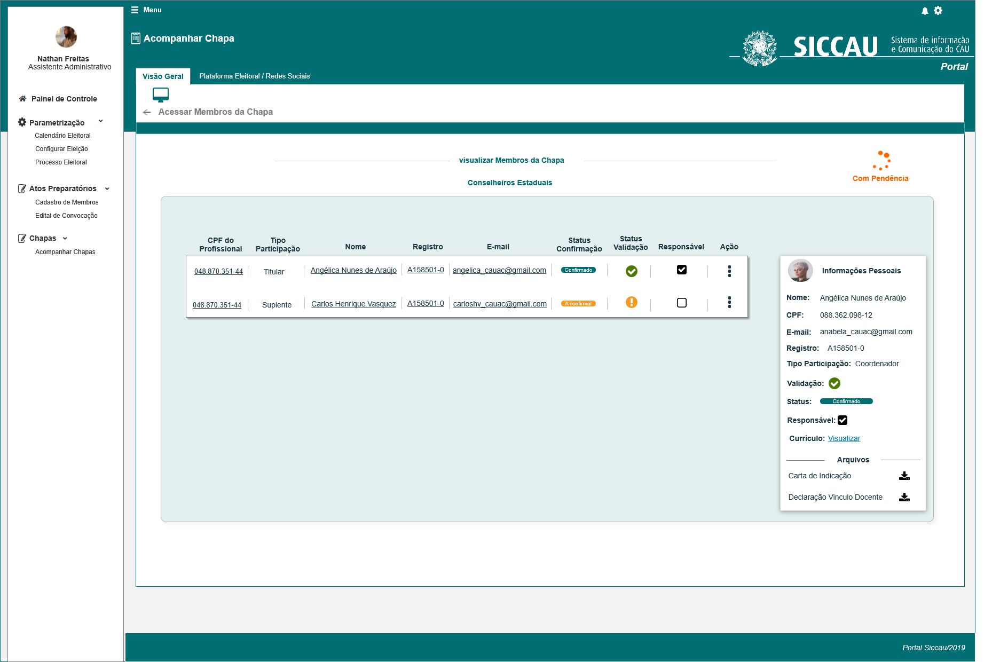 Menu
Acompanhar Chapa
SICCAU
Sistema de informação
e Comunicação do CAU
Portal
Nathan Freitas
Assistente Administrativo
Painel de Controle
Parametrização
Calendário Eleitoral
Configurar Eleição
Processo Eleitoral
Atos Preparatórios
Cadastro de Membros
Edital de Convocação
Chapas
Acompanhar Chapas
Visão Geral
Plataforma Eleitoral / Redes Sociais
Acessar Membros da Chapa
visualizar Membros da Chapa
Com Pendência
Conselheiros Estaduais
CPF do Profissional Tipo Participação Nome Registro E-mail Status Confirmação Status Validação Responsável Ação
048.870.351-44 Titular Angélica Nunes de Araújo A158501-0 angelica_cauac@gmail.com Confirmado
048.870.351-44 Suplente Carlos Henrique Vasquez A158501-0 carloshv_cauac@gmail.com A confirmar
Informações Pessoais
Nome: Angélica Nunes de Araújo
CPF: 088.362.098-12
E-mail: anabela_cauac@gmail.com
Registro: A158501-0
Tipo Participação: Coordenador
Validação:
Status: Confirmado
Responsável:
Currículo: Visualizar
Arquivos
Carta de Indicação
Declaração Vinculo Docente
Portal Siccau/2019